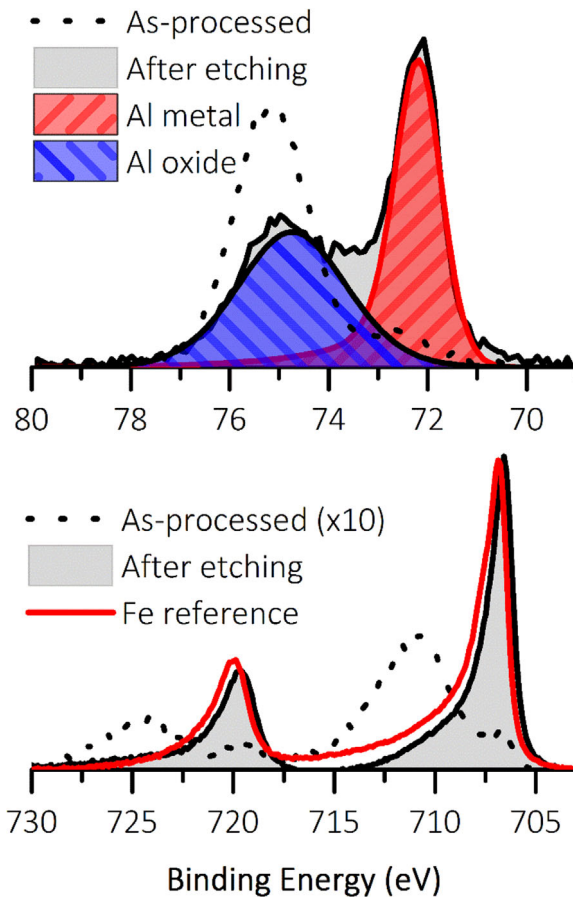 As-processed
After etching
Al metal
Al oxide
80 78 76 74 72 70
As-processed (x10)
After etching
Fe reference
730 725 720 715 710 705
Binding Energy (eV)